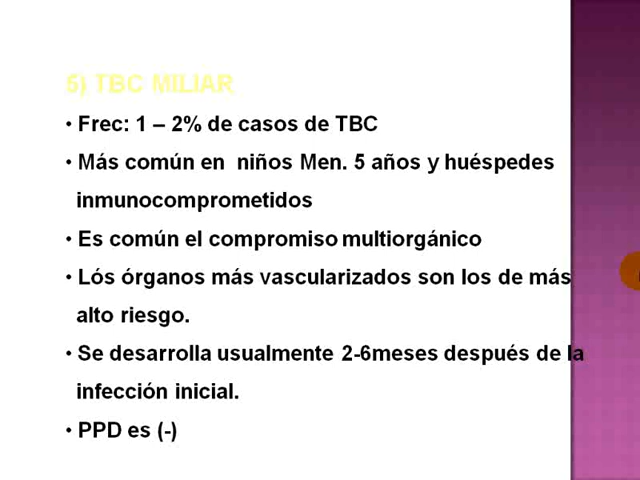 5) TBC MILIAR
• Frec: 1 – 2% de casos de TBC
• Más común en niños Men. 5 años y huéspedes
inmunocomprometidos
• Es común el compromiso multiorgánico
• Lós órganos más vascularizados son los de más
alto riesgo.
• Se desarrolla usualmente 2-6meses después de la
infección inicial.
• PPD es (-)